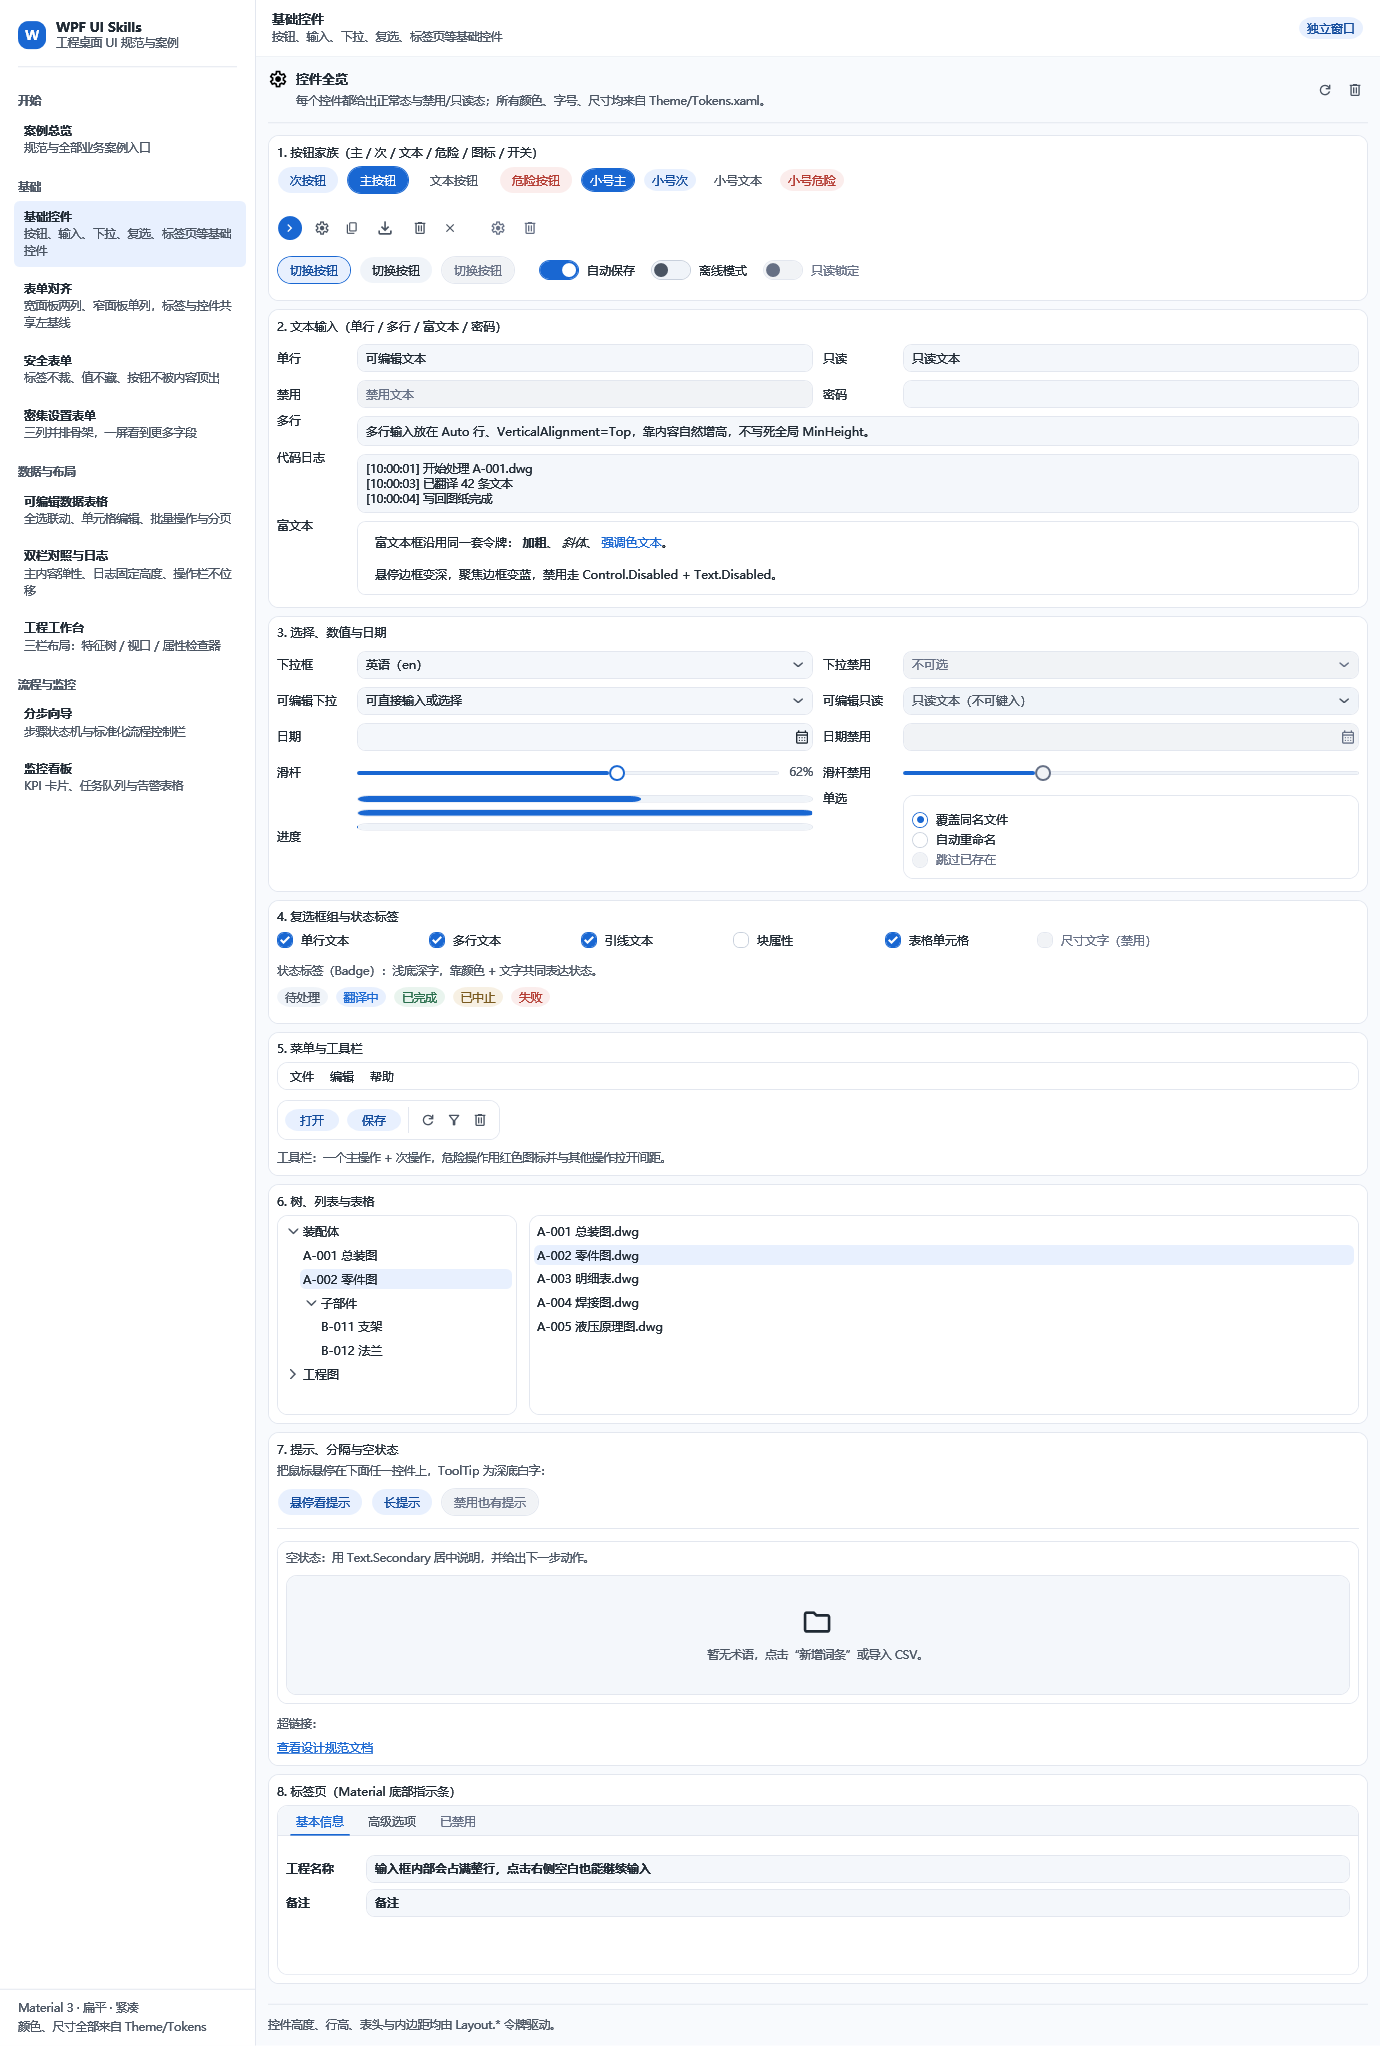 WPF UI Skills
工程桌面 UI 规范与案例
开始
案例总览
规范与全部业务案例入口
基础
基础控件
按钮、输入、下拉、复选、标签页等基础
控件
表单对齐
宽面板两列、窄面板单列，标签与控件共
享左基线
安全表单
标签不裁、值不藏、按钮不被内容顶出
密集设置表单
三列并排骨架，一屏看到更多字段
数据与布局
可编辑数据表格
全选联动、单元格编辑、批量操作与分页
双栏对照与日志
主内容弹性、日志固定高度、操作栏不位
移
工程工作台
三栏布局：特征树 / 视口 / 属性检查器
流程与监控
分步向导
步骤状态机与标准化流程控制栏
监控看板
KPI 卡片、任务队列与告警表格
Material 3 · 扁平 · 紧凑
颜色、尺寸全部来自 Theme/Tokens
基础控件
按钮、输入、下拉、复选、标签页等基础控件
独立窗口
控件全览
每个控件都给出正常态与禁用/只读态；所有颜色、字号、尺寸均来自 Theme/Tokens.xaml。
1. 按钮家族（主 / 次 / 文本 / 危险 / 图标 / 开关）
次按钮 主按钮 文本按钮 危险按钮 小号主 小号次 小号文本 小号危险
切换按钮 切换按钮 切换按钮 自动保存 离线模式 只读锁定
2. 文本输入（单行 / 多行 / 富文本 / 密码）
单行 可编辑文本 只读 只读文本
禁用 禁用文本 密码
多行 多行输入放在 Auto 行、VerticalAlignment=Top，靠内容自然增高，不写死全局 MinHeight。
代码日志
[10:00:01] 开始处理 A-001.dwg
[10:00:03] 已翻译 42 条文本
[10:00:04] 写回图纸完成
富文本
富文本框沿用同一套令牌： 加粗、 斜体、 强调色文本。
悬停边框变深，聚焦边框变蓝，禁用走 Control.Disabled + Text.Disabled。
3. 选择、数值与日期
下拉框 英语（en） 下拉禁用 不可选
可编辑下拉 可直接输入或选择 可编辑只读 只读文本（不可键入）
日期 日期禁用
滑杆 62% 滑杆禁用
进度
单选
覆盖同名文件
自动重命名
跳过已存在
4. 复选框组与状态标签
单行文本 多行文本 引线文本 块属性 表格单元格 尺寸文字（禁用）
状态标签（Badge）：浅底深字，靠颜色 + 文字共同表达状态。
待处理 翻译中 已完成 已中止 失败
5. 菜单与工具栏
文件 编辑 帮助
打开 保存
工具栏：一个主操作 + 次操作，危险操作用红色图标并与其他操作拉开间距。
6. 树、列表与表格
装配体
A-001 总装图
A-002 零件图
子部件
B-011 支架
B-012 法兰
工程图
A-001 总装图.dwg
A-002 零件图.dwg
A-003 明细表.dwg
A-004 焊接图.dwg
A-005 液压原理图.dwg
7. 提示、分隔与空状态
把鼠标悬停在下面任一控件上，ToolTip 为深底白字：
悬停看提示 长提示 禁用也有提示
空状态：用 Text.Secondary 居中说明，并给出下一步动作。
暂无术语，点击“新增词条”或导入 CSV。
超链接：
查看设计规范文档
8. 标签页（Material 底部指示条）
基本信息 高级选项 已禁用
工程名称 输入框内部会占满整行，点击右侧空白也能继续输入
备注 备注
控件高度、行高、表头与内边距均由 Layout.* 令牌驱动。
W